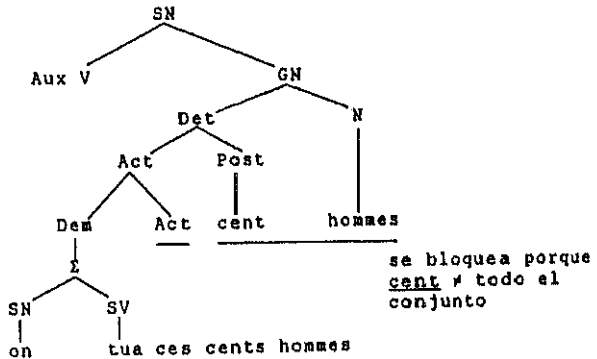 SN
Aux V GN
Det N
Act Post
Dem Act cent hommes
Σ
se bloquea porque
cent ≠ todo el
conjunto
SN SV
on tua ces cents hommes